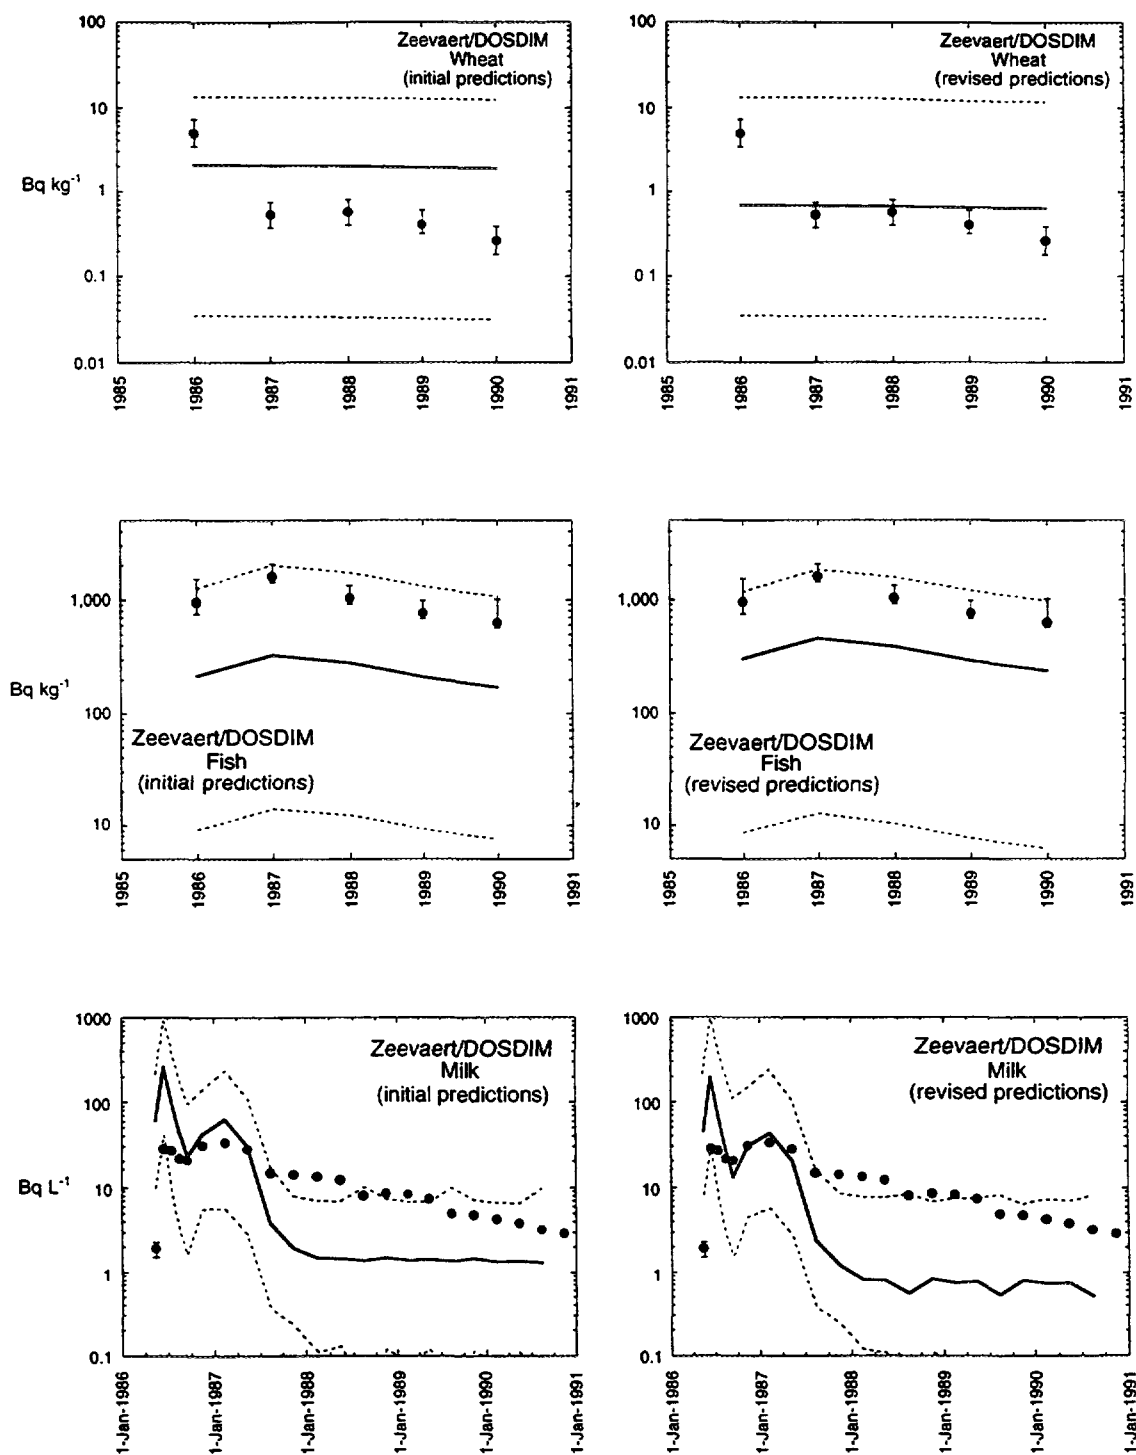 100
10
Bq kg⁻¹
1
0.1
0.01
1985
1986
1987
1988
1989
1990
1991
Zeevaert/DOSDIM
Wheat
(initial predictions)
100
10
1
0 1
0.01
1985
1986
1987
1988
1989
1990
1991
Zeevaert/DOSDIM
Wheat
(revised predictions)
1,000
Bq kg⁻¹
100
10
1985
1986
1987
1988
1989
1990
1991
Zeevaert/DOSDIM
Fish
(initial predictions)
1,000
100
10
1985
1986
1987
1988
1989
1990
1991
Zeevaert/DOSDIM
Fish
(revised predictions)
1000
100
10
Bq L⁻¹
1
0.1
1-Jan-1986
1-Jan-1987
1-Jan-1988
1-Jan-1989
1-Jan-1990
1-Jan-1991
Zeevaert/DOSDIM
Milk
(initial predictions)
1000
100
10
1
0.1
1-Jan-1986
1-Jan-1987
1-Jan-1988
1-Jan-1989
1-Jan-1990
1-Jan-1991
Zeevaert/DOSDIM
Milk
(revised predictions)